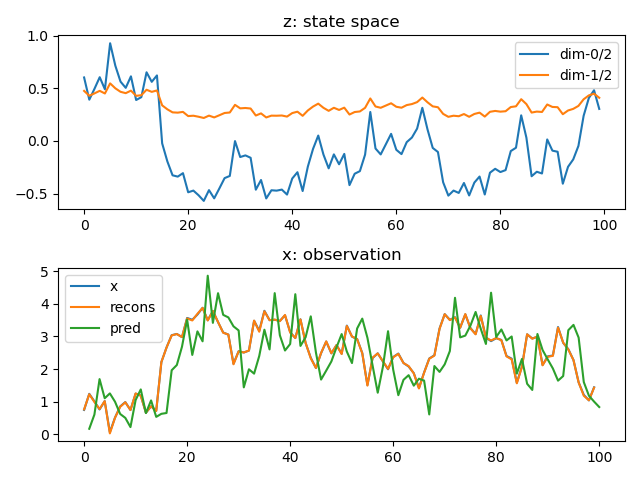 z: state space
1.0
0.5
0.0
−0.5
dim-0/2
dim-1/2
0 20 40 60 80 100
x: observation
5
4
3
2
1
0
x
recons
pred
0 20 40 60 80 100